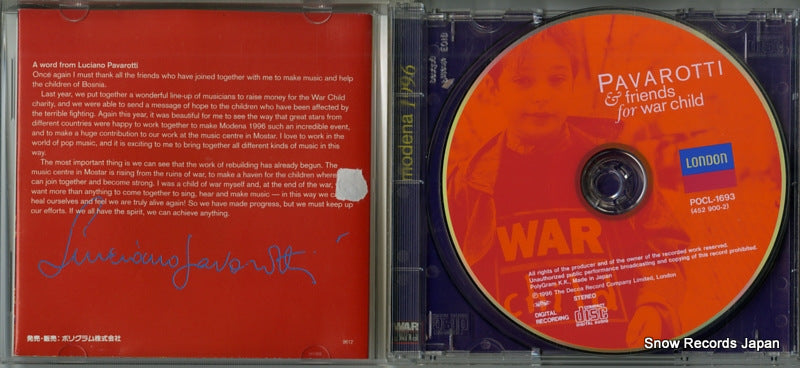 A word from Luciano Pavarotti
Once again I must thank all the friends who have joined together with me to make music and help
the children of Bosnia.
Last year, we put together a wonderful line-up of musicians to raise money for the War Child
charity, and we were able to send a message of hope to the children who have been affected by
the terrible fighting. Again this year, it was beautiful for me to see the way that great stars from
different countries were happy to work together to make Modena 1996 such an incredible event,
and to make a huge contribution to our work at the music centre in Mostar. I love to work in the
world of pop music, and it is exciting to me to bring together all different kinds of music in this
way.
The most important thing is we can see that the work of rebuilding has already begun. The
music centre in Mostar is rising from the ruins of war, to make a haven for the children where
can join together and become strong. I was a child of war myself and, at the end of the war,
want more than anything to come together to sing, hear and make music — in this way we c
heal ourselves and feel we are truly alive again! So we have made progress, but we must keep up
our efforts. If we all have the spirit, we can achieve anything.
Luciano Pavarotti
発売・販売:ポリグラム株式会社
9612
modena 1996
WAR
PAVAROTTI
& friends
for war child
LONDON
POCL-1693
(452 900-2)
WAR
All rights of the producer and of the owner of the recorded work reserved.
Unauthorized public performance broadcasting and copying of this record prohibited.
PolyGram K.K., Made in Japan
℗1996 The Decca Record Company Limited, London
STEREO
DIGITAL
RECORDING
COMPACT
disc
DIGITAL AUDIO
Snow Records Japan